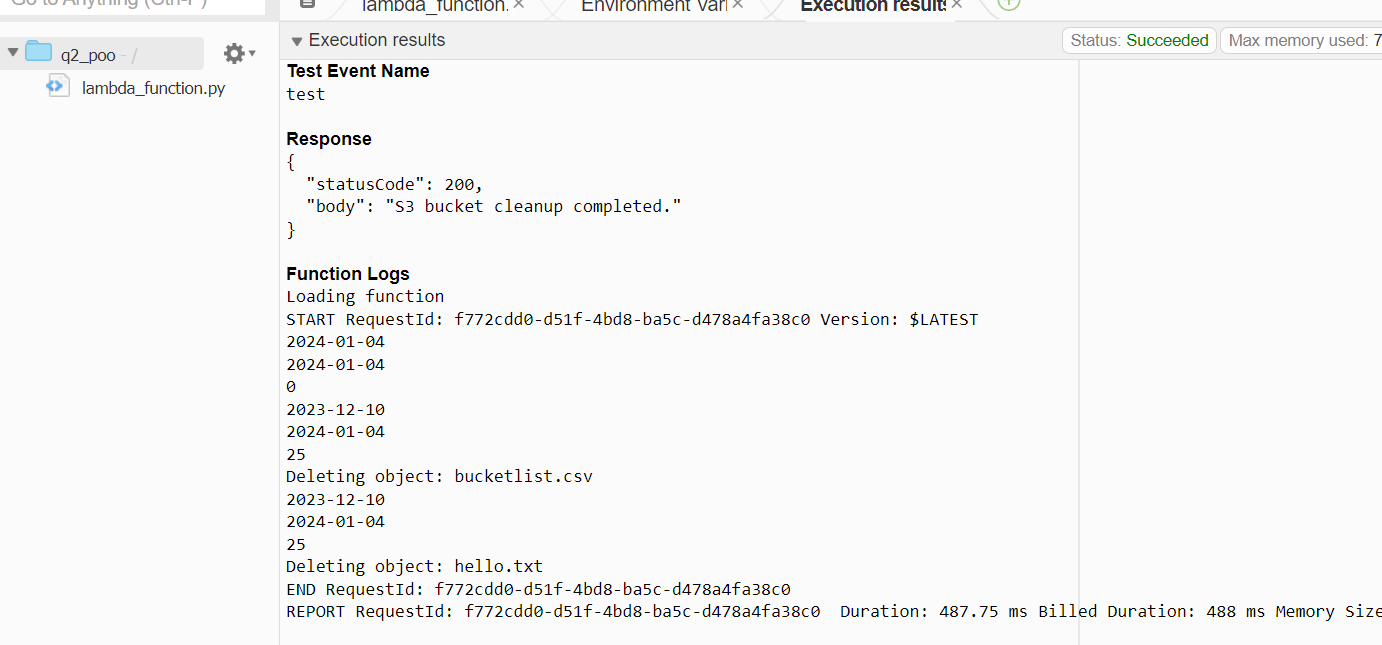 Go to Anything (Ctrl-P)
lambda_function.
Environment Vari
Execution results
q2_poo - /
lambda_function.py
Execution results
Status: Succeeded
Max memory used: 7
Test Event Name
test
Response
{
"statusCode": 200,
"body": "S3 bucket cleanup completed."
}
Function Logs
Loading function
START RequestId: f772cdd0-d51f-4bd8-ba5c-d478a4fa38c0 Version: $LATEST
2024-01-04
2024-01-04
0
2023-12-10
2024-01-04
25
Deleting object: bucketlist.csv
2023-12-10
2024-01-04
25
Deleting object: hello.txt
END RequestId: f772cdd0-d51f-4bd8-ba5c-d478a4fa38c0
REPORT RequestId: f772cdd0-d51f-4bd8-ba5c-d478a4fa38c0 Duration: 487.75 ms Billed Duration: 488 ms Memory Size